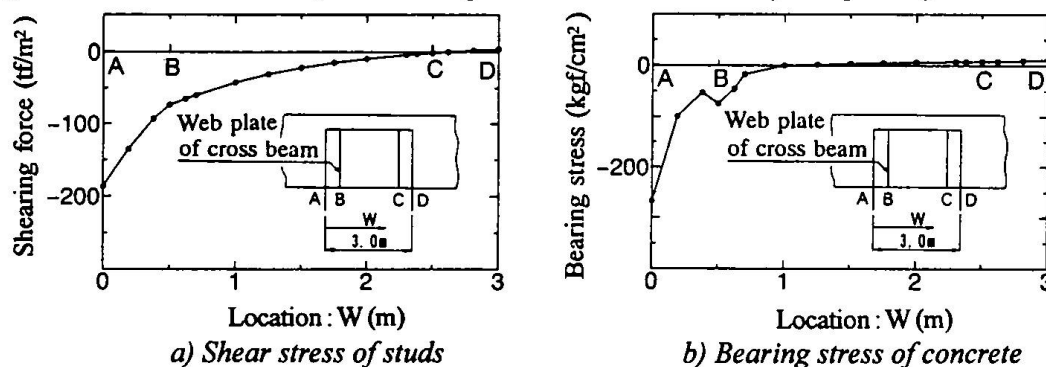 Shearing force (tf/m²)
0
-100
-200
A
B
C
D
Web plate
of cross beam
A B C D
W
3.0m
0 1 2 3
Location : W (m)
a) Shear stress of studs
Bearing stress (kgf/cm²)
0
-200
A
B
C
D
Web plate
of cross beam
A B C D
W
3.0m
0 1 2 3
Location : W (m)
b) Bearing stress of concrete